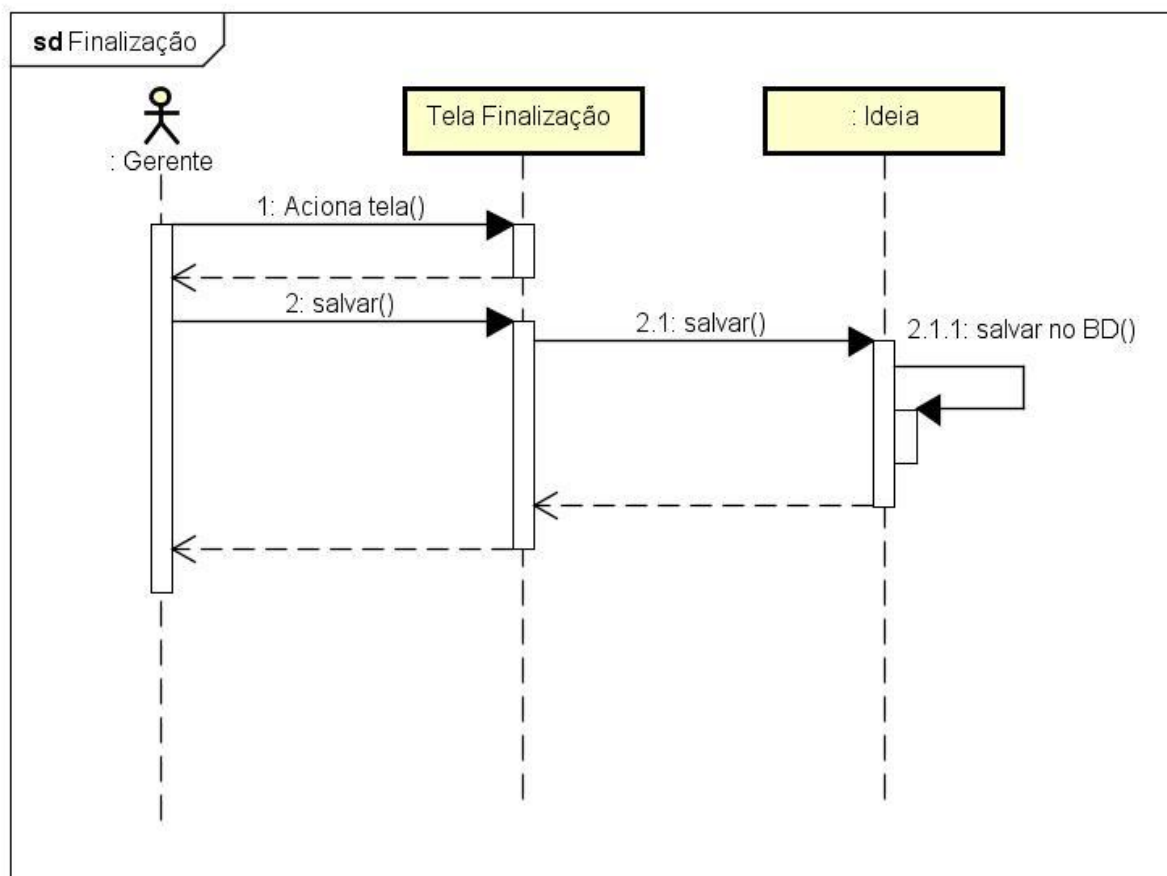 sd Finalização
Tela Finalização
: Ideia
: Gerente
1: Aciona tela()
2: salvar()
2.1: salvar()
2.1.1: salvar no BD()